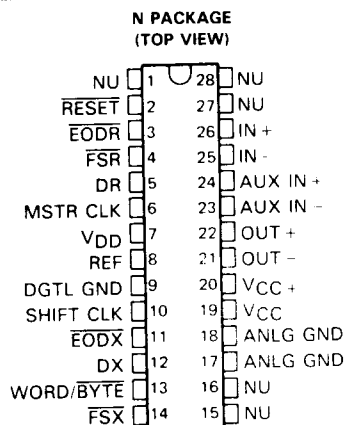 N PACKAGE
(TOP VIEW)
NU 1 28 NU
RESET 2 27 NU
EODR 3 26 IN +
FSR 4 25 IN -
DR 5 24 AUX IN +
MSTR CLK 6 23 AUX IN -
VDD 7 22 OUT +
REF 8 21 OUT -
DGTL GND 9 20 VCC +
SHIFT CLK 10 19 VCC
EODX 11 18 ANLG GND
DX 12 17 ANLG GND
WORD/BYTE 13 16 NU
FSX 14 15 NU